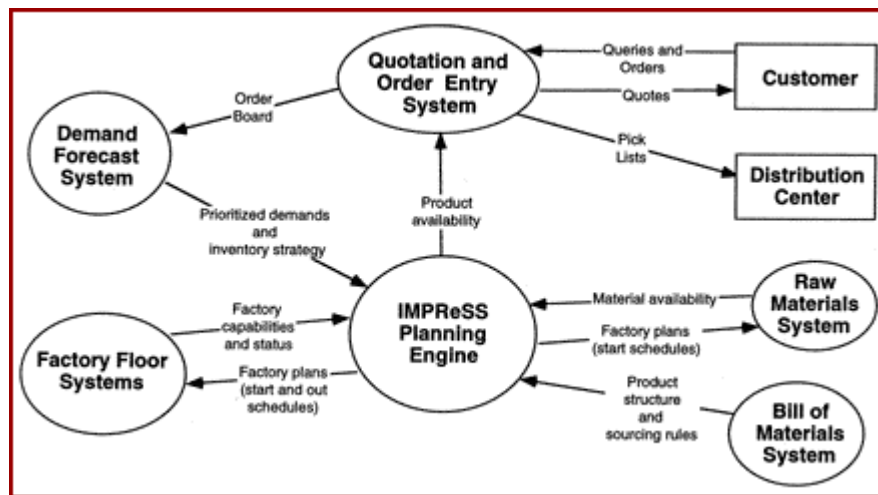 Quotation and
Order Entry
System
Queries and
Orders
Quotes
Customer
Order
Board
Demand
Forecast
System
Pick
Lists
Distribution
Center
Prioritized demands
and
inventory strategy
Product
availability
IMPReSS
Planning
Engine
Material availability
Factory plans
(start schedules)
Raw
Materials
System
Factory
capabilities
and status
Factory Floor
Systems
Factory plans
(start and out
schedules)
Product
structure
and
sourcing rules
Bill of
Materials
System